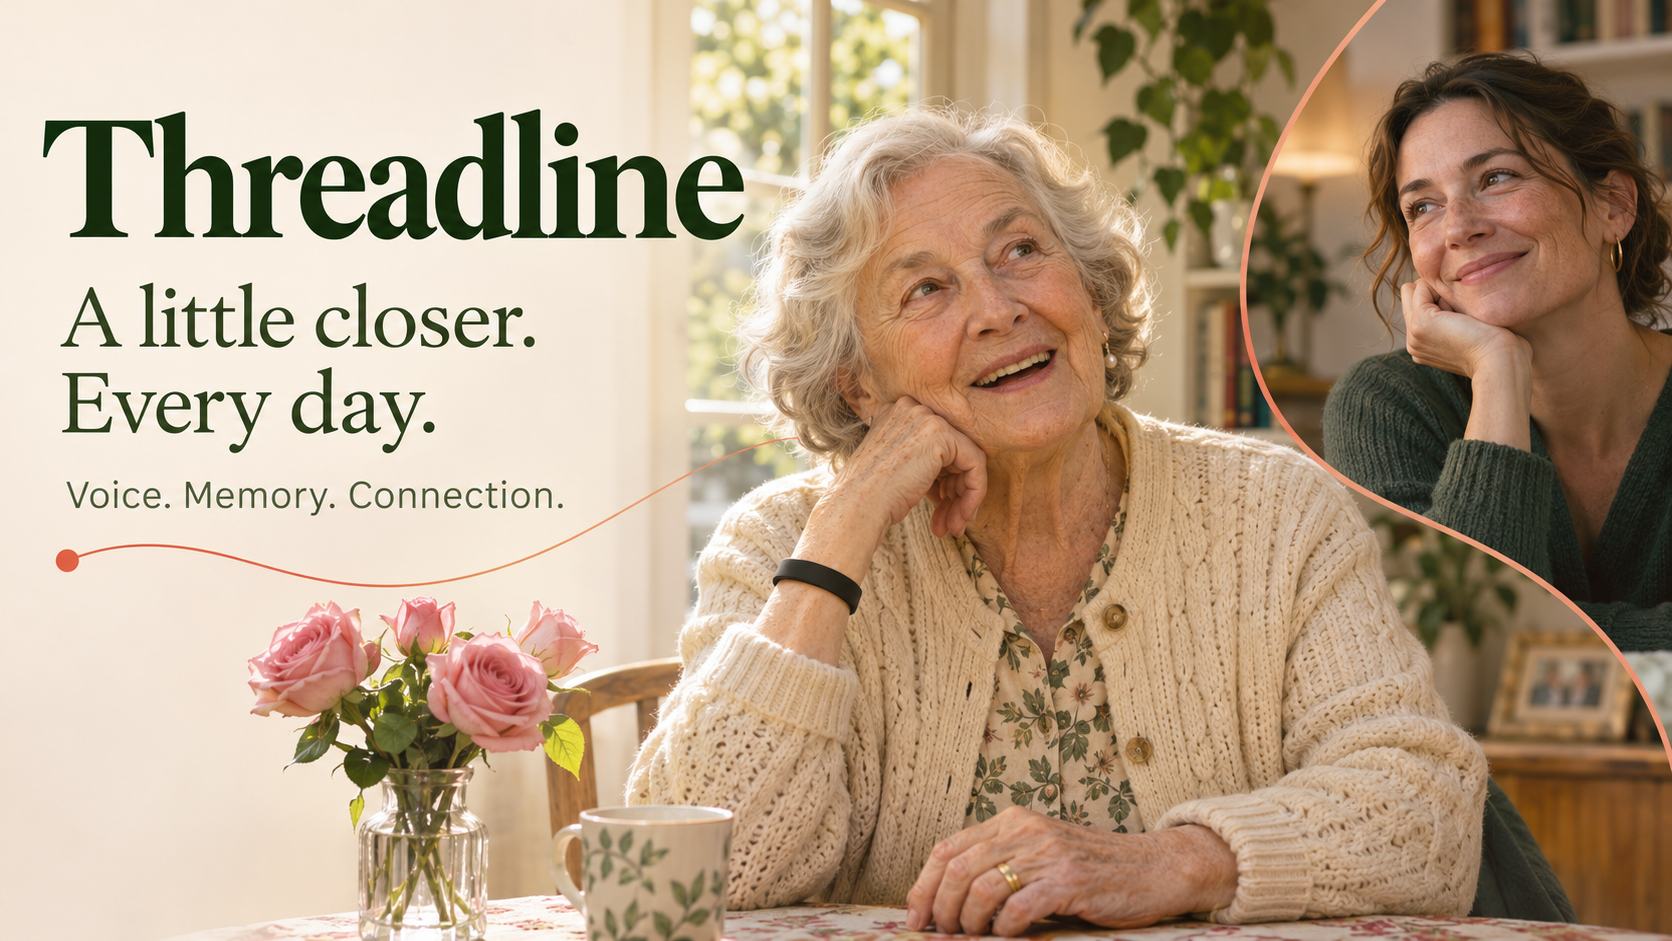 Threadline
A little closer.
Every day.
Voice. Memory. Connection.